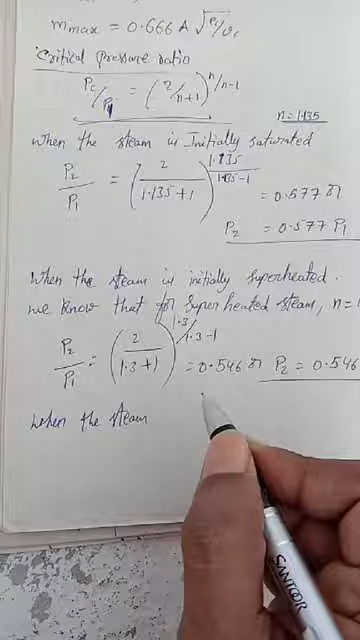 m max = 0.666 A √P₁/v₁
Critical pressure ratio
Pc/P1 = (2/n+1)^n/n-1
n = 1.135
when the steam is Initially saturated
P2/P1 = (2/1.135+1)^1.135/1.135-1 = 0.577 or
P2 = 0.577 P1
When the steam is initially superheated.
we know that for superheated steam, n = 1
P2/P1 = (2/1.3+1)^1.3/1.3-1 = 0.546 or P2 = 0.546
when the steam
SANTOOR